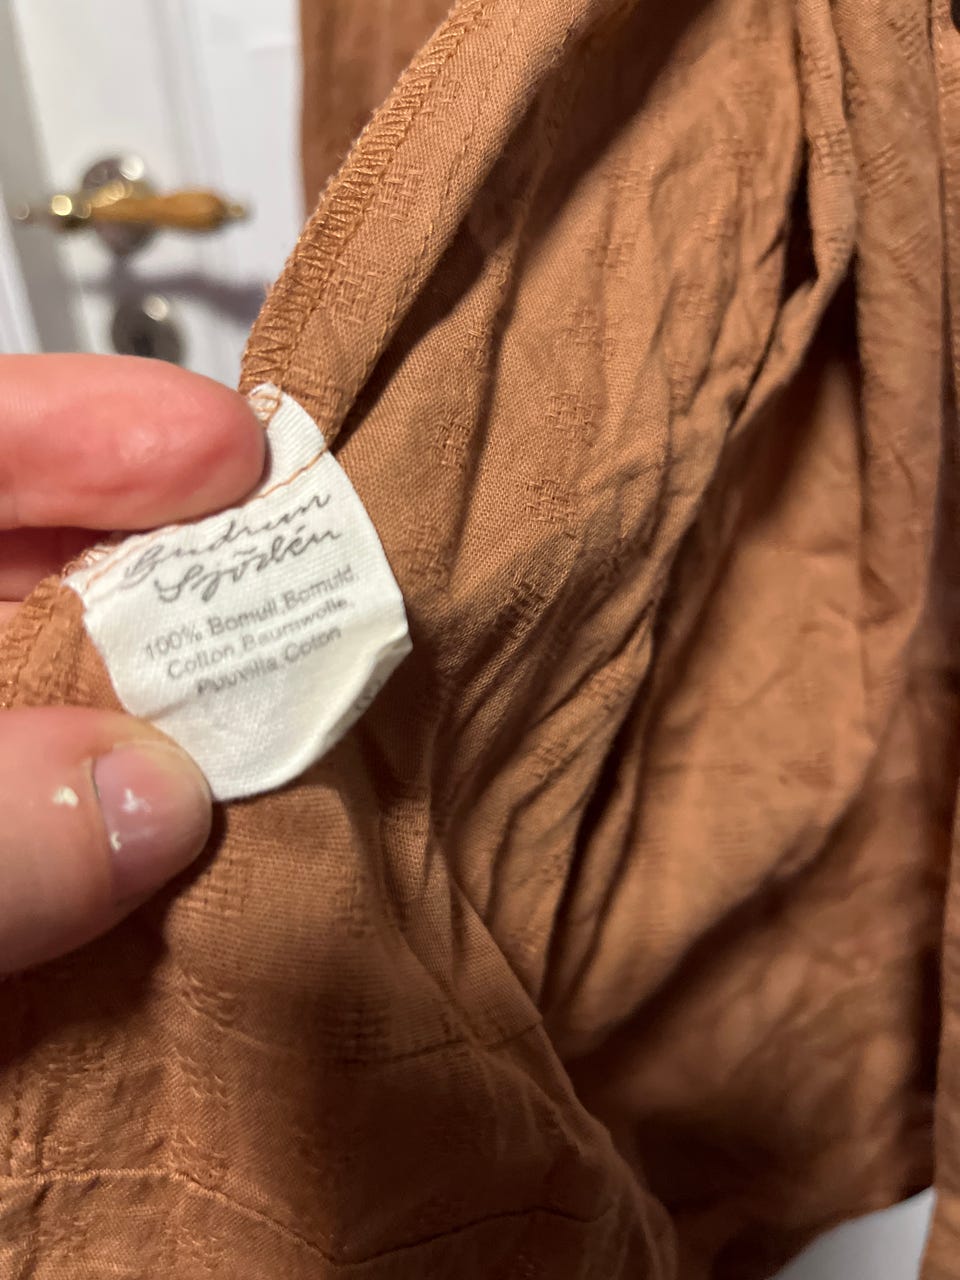 Gudrun
Sjödén
100% Bomull Bomuld,
Cotton Baumwolle,
Puuvilla Coton